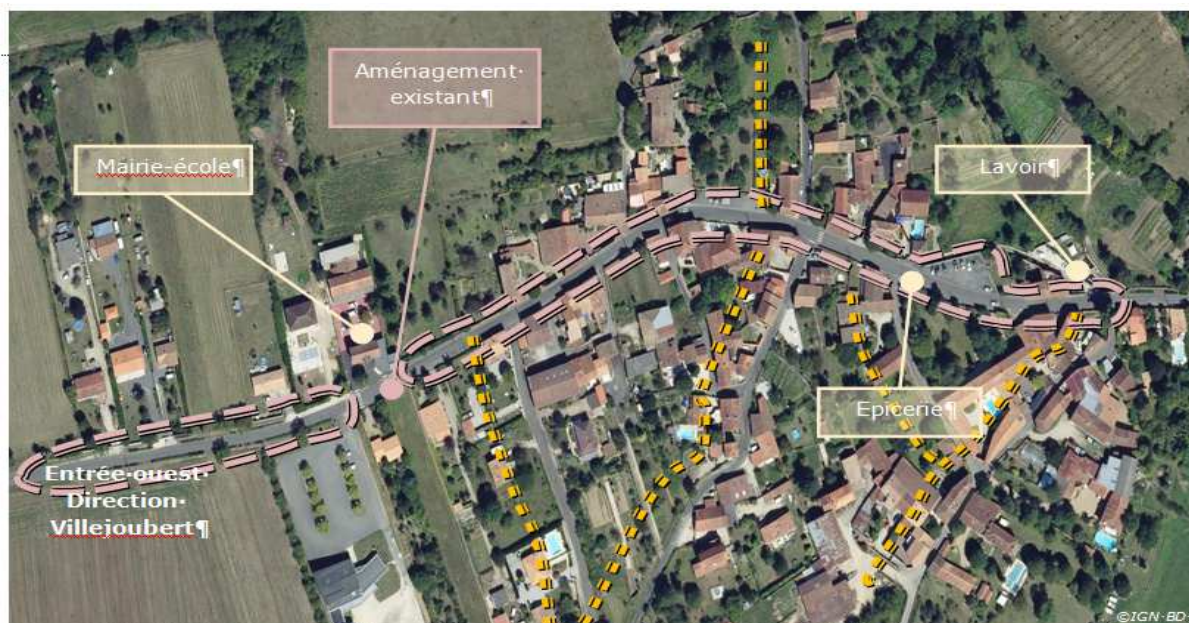 Aménagement·
existant¶
Mairie-école¶
Lavoir¶
Epicerie¶
Entrée·ouest·
Direction·
Villejoubert¶
©IGN·BD·